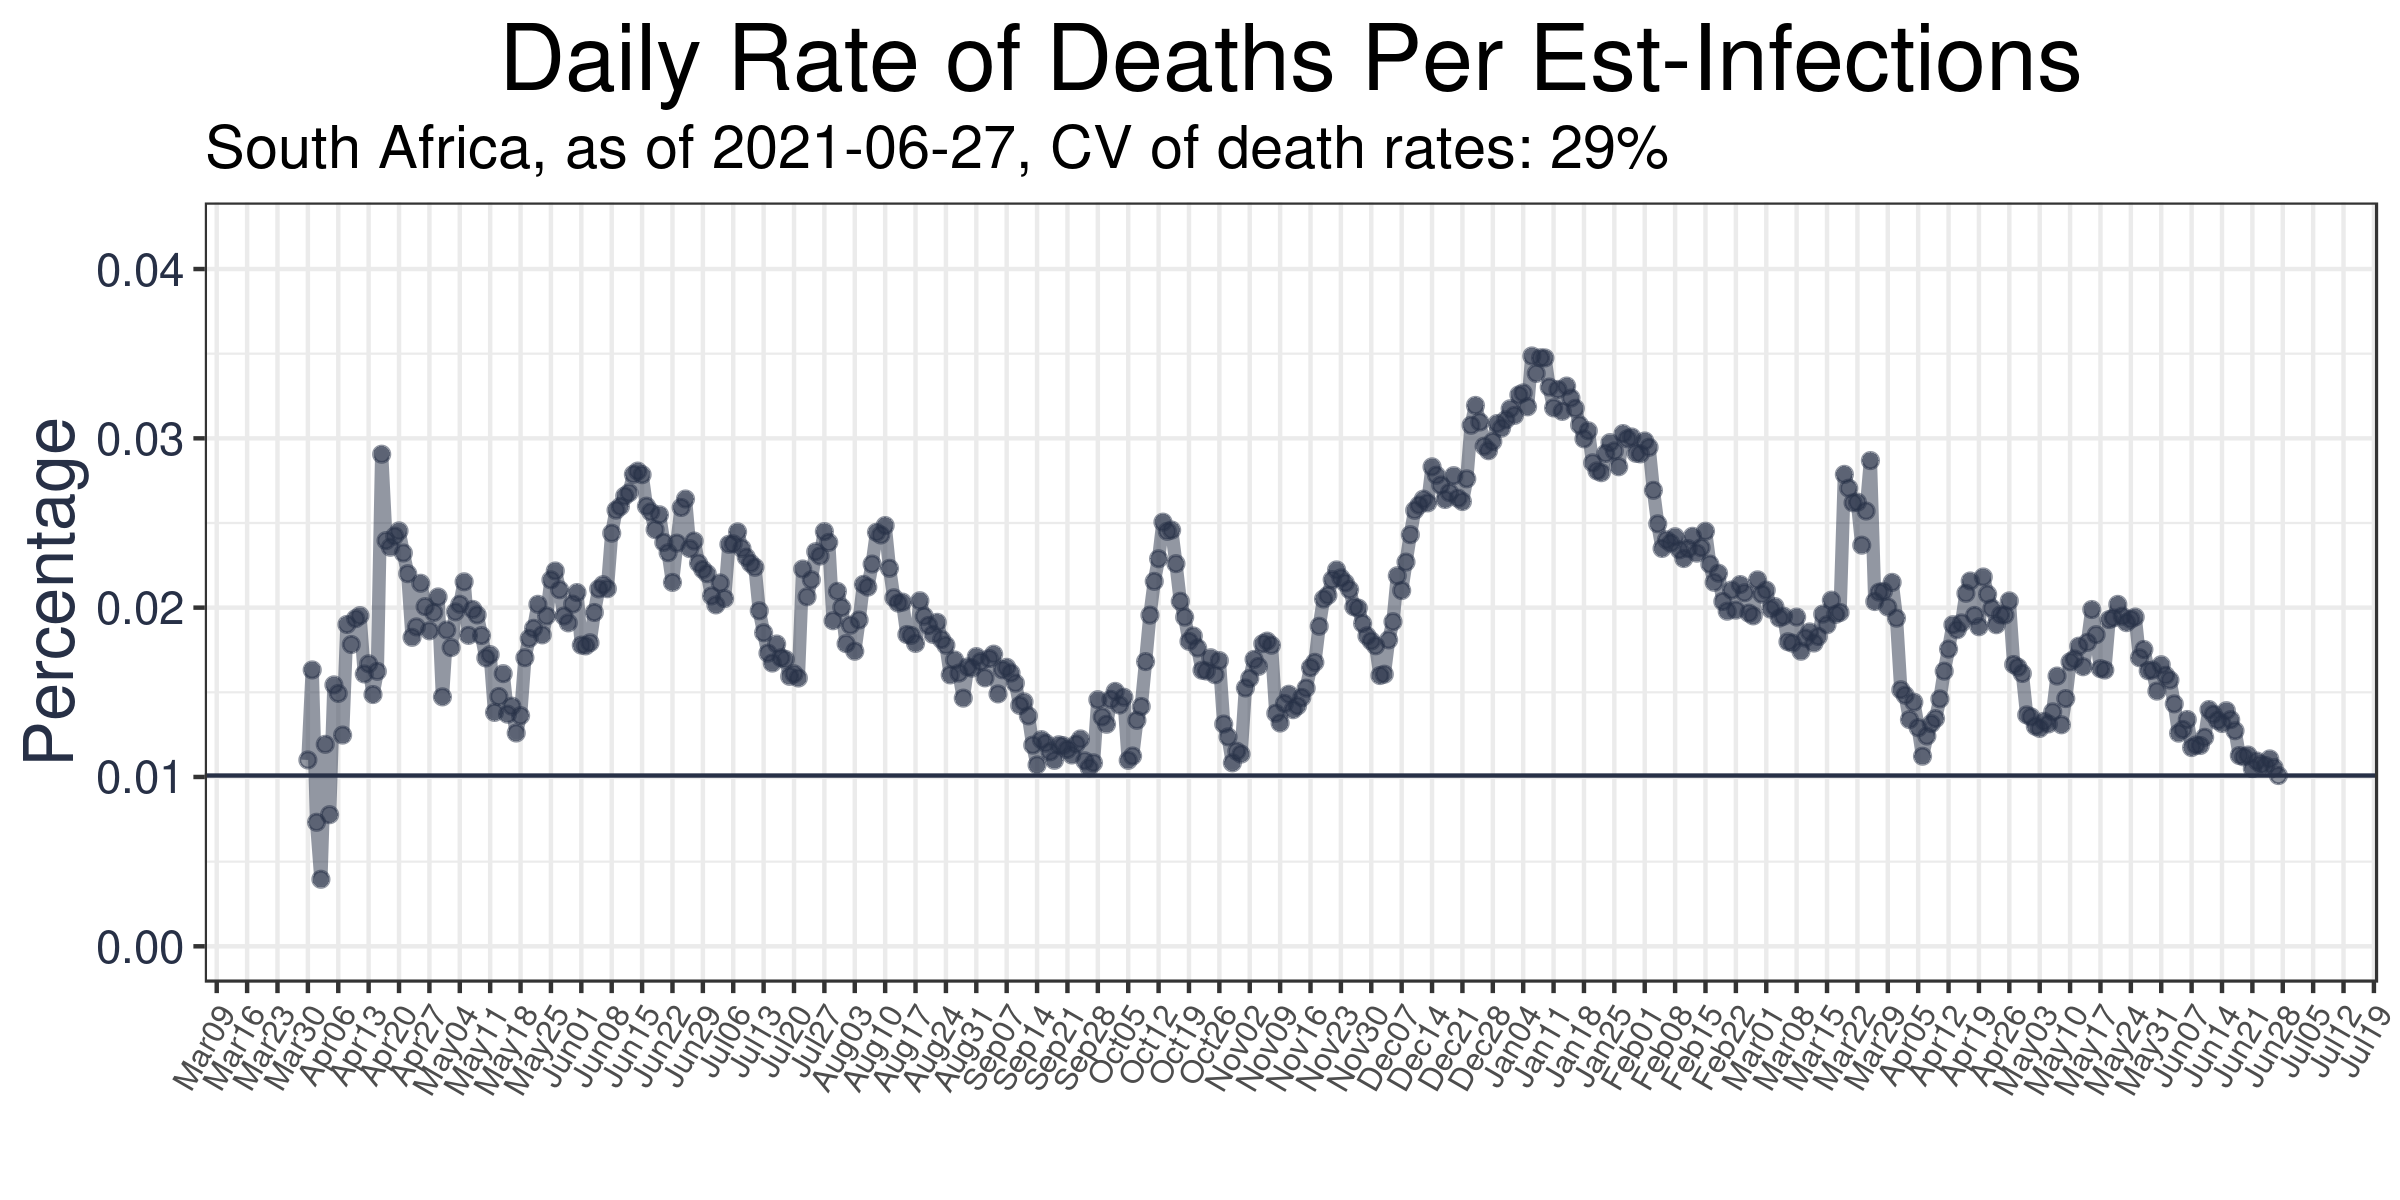 Daily Rate of Deaths Per Est-Infections
South Africa, as of 2021-06-27, CV of death rates: 29%
Percentage
0.04
0.03
0.02
0.01
0.00
Mar09
Mar16
Mar23
Mar30
Apr06
Apr13
Apr20
Apr27
May04
May11
May18
May25
Jun01
Jun08
Jun15
Jun22
Jun29
Jul06
Jul13
Jul20
Jul27
Aug03
Aug10
Aug17
Aug24
Aug31
Sep07
Sep14
Sep21
Sep28
Oct05
Oct12
Oct19
Oct26
Nov02
Nov09
Nov16
Nov23
Nov30
Dec07
Dec14
Dec21
Dec28
Jan04
Jan11
Jan18
Jan25
Feb01
Feb08
Feb15
Feb22
Mar01
Mar08
Mar15
Mar22
Mar29
Apr05
Apr12
Apr19
Apr26
May03
May10
May17
May24
May31
Jun07
Jun14
Jun21
Jun28
Jul05
Jul12
Jul19